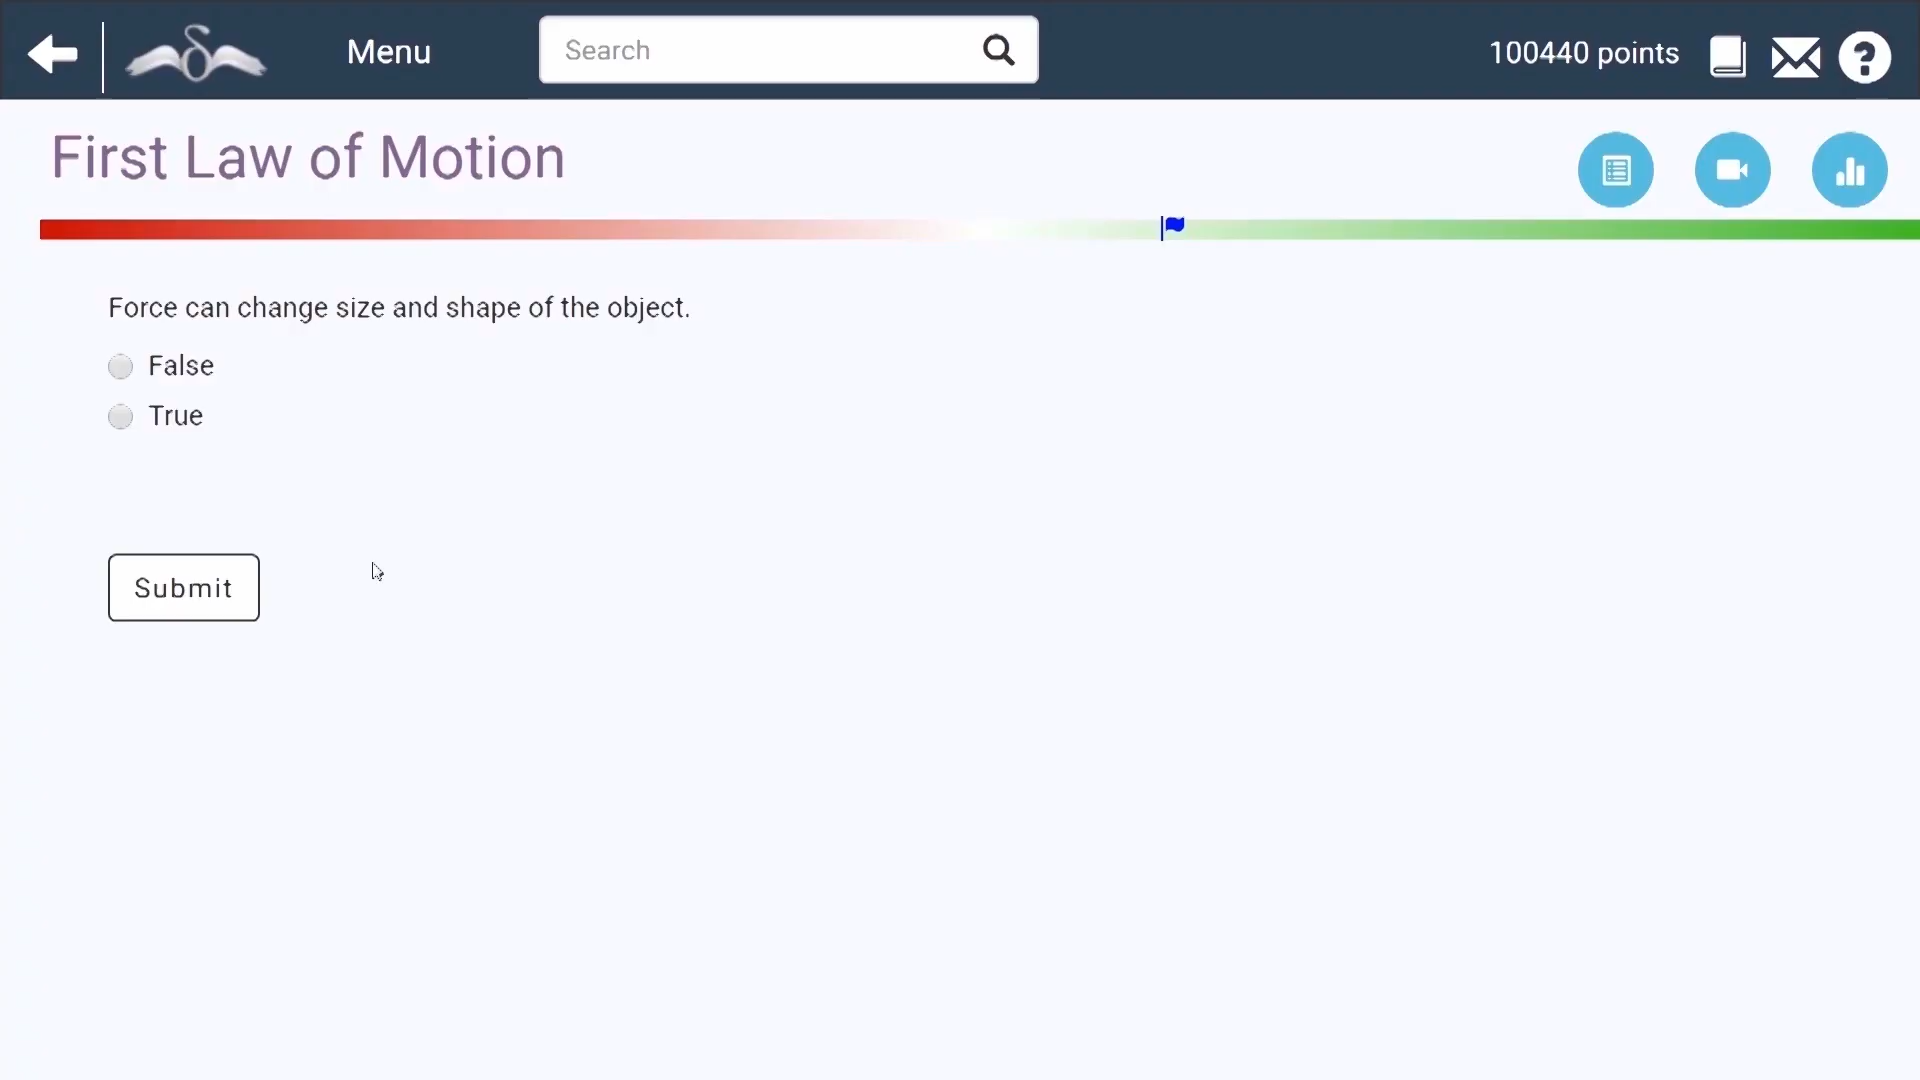 Menu
Search
100440 points
First Law of Motion
Force can change size and shape of the object.
False
True
Submit